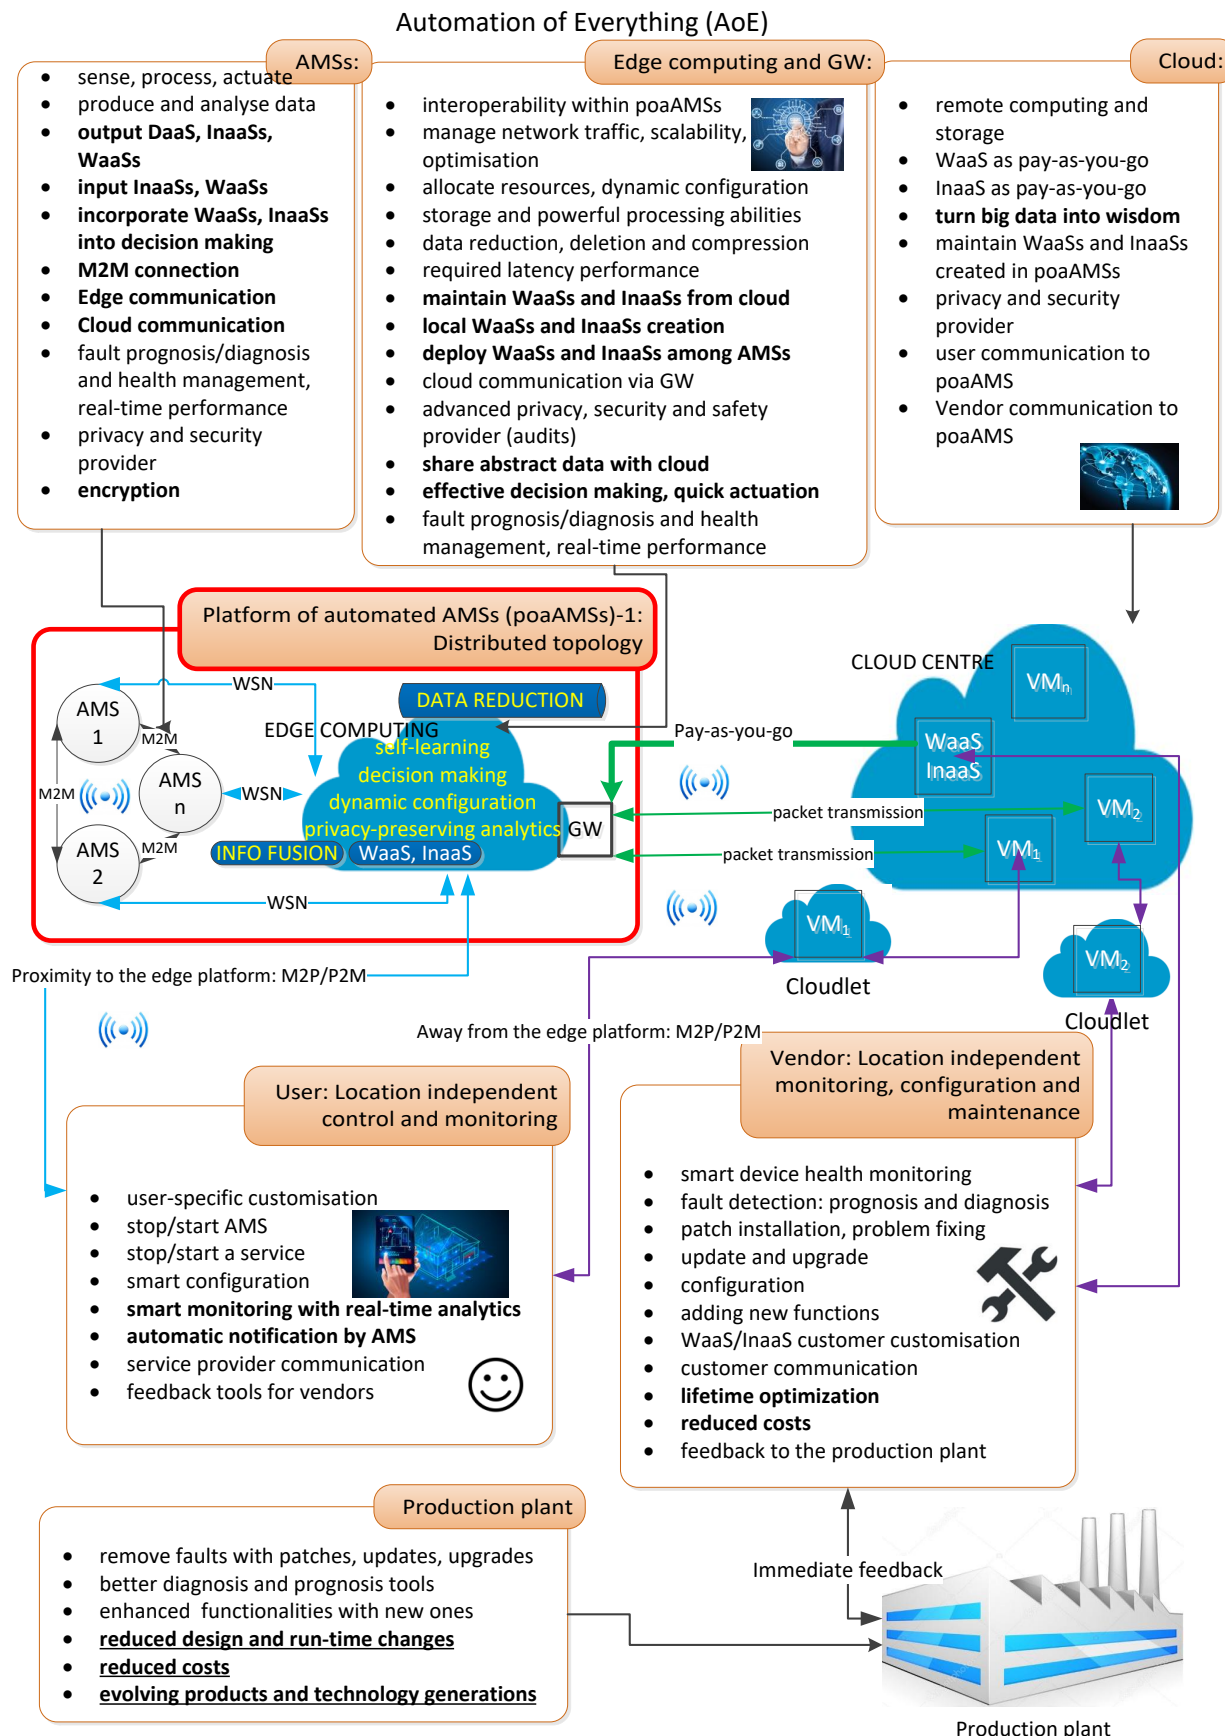 Automation of Everything (AoE)
AMSs:
sense, process, actuate
produce and analyse data
output DaaS, InaaSs,
WaaSs
input InaaSs, WaaSs
incorporate WaaSs, InaaSs
into decision making
M2M connection
Edge communication
Cloud communication
fault prognosis/diagnosis
and health management,
real-time performance
privacy and security
provider
encryption
Edge computing and GW:
interoperability within poaAMSs
manage network traffic, scalability,
optimisation
allocate resources, dynamic configuration
storage and powerful processing abilities
data reduction, deletion and compression
required latency performance
maintain WaaSs and InaaSs from cloud
local WaaSs and InaaSs creation
deploy WaaSs and InaaSs among AMSs
cloud communication via GW
advanced privacy, security and safety
provider (audits)
share abstract data with cloud
effective decision making, quick actuation
fault prognosis/diagnosis and health
management, real-time performance
Cloud:
remote computing and
storage
WaaS as pay-as-you-go
InaaS as pay-as-you-go
turn big data into wisdom
maintain WaaSs and InaaSs
created in poaAMSs
privacy and security
provider
user communication to
poaAMS
Vendor communication to
poaAMS
Platform of automated AMSs (poaAMSs)-1:
Distributed topology
AMS
1
AMS
n
AMS
2
M2M
M2M
M2M
WSN
WSN
WSN
DATA REDUCTION
EDGE COMPUTING
self-learning
decision making
dynamic configuration
privacy-preserving analytics
INFO FUSION
WaaS, InaaS
GW
Pay-as-you-go
packet transmission
packet transmission
CLOUD CENTRE
VMn
WaaS
InaaS
VM2
VM1
VM1
Cloudlet
VM2
Cloudlet
Proximity to the edge platform: M2P/P2M
Away from the edge platform: M2P/P2M
User: Location independent
control and monitoring
user-specific customisation
stop/start AMS
stop/start a service
smart configuration
smart monitoring with real-time analytics
automatic notification by AMS
service provider communication
feedback tools for vendors
Vendor: Location independent
monitoring, configuration and
maintenance
smart device health monitoring
fault detection: prognosis and diagnosis
patch installation, problem fixing
update and upgrade
configuration
adding new functions
WaaS/InaaS customer customisation
customer communication
lifetime optimization
reduced costs
feedback to the production plant
Production plant
remove faults with patches, updates, upgrades
better diagnosis and prognosis tools
enhanced functionalities with new ones
reduced design and run-time changes
reduced costs
evolving products and technology generations
Immediate feedback
Production plant